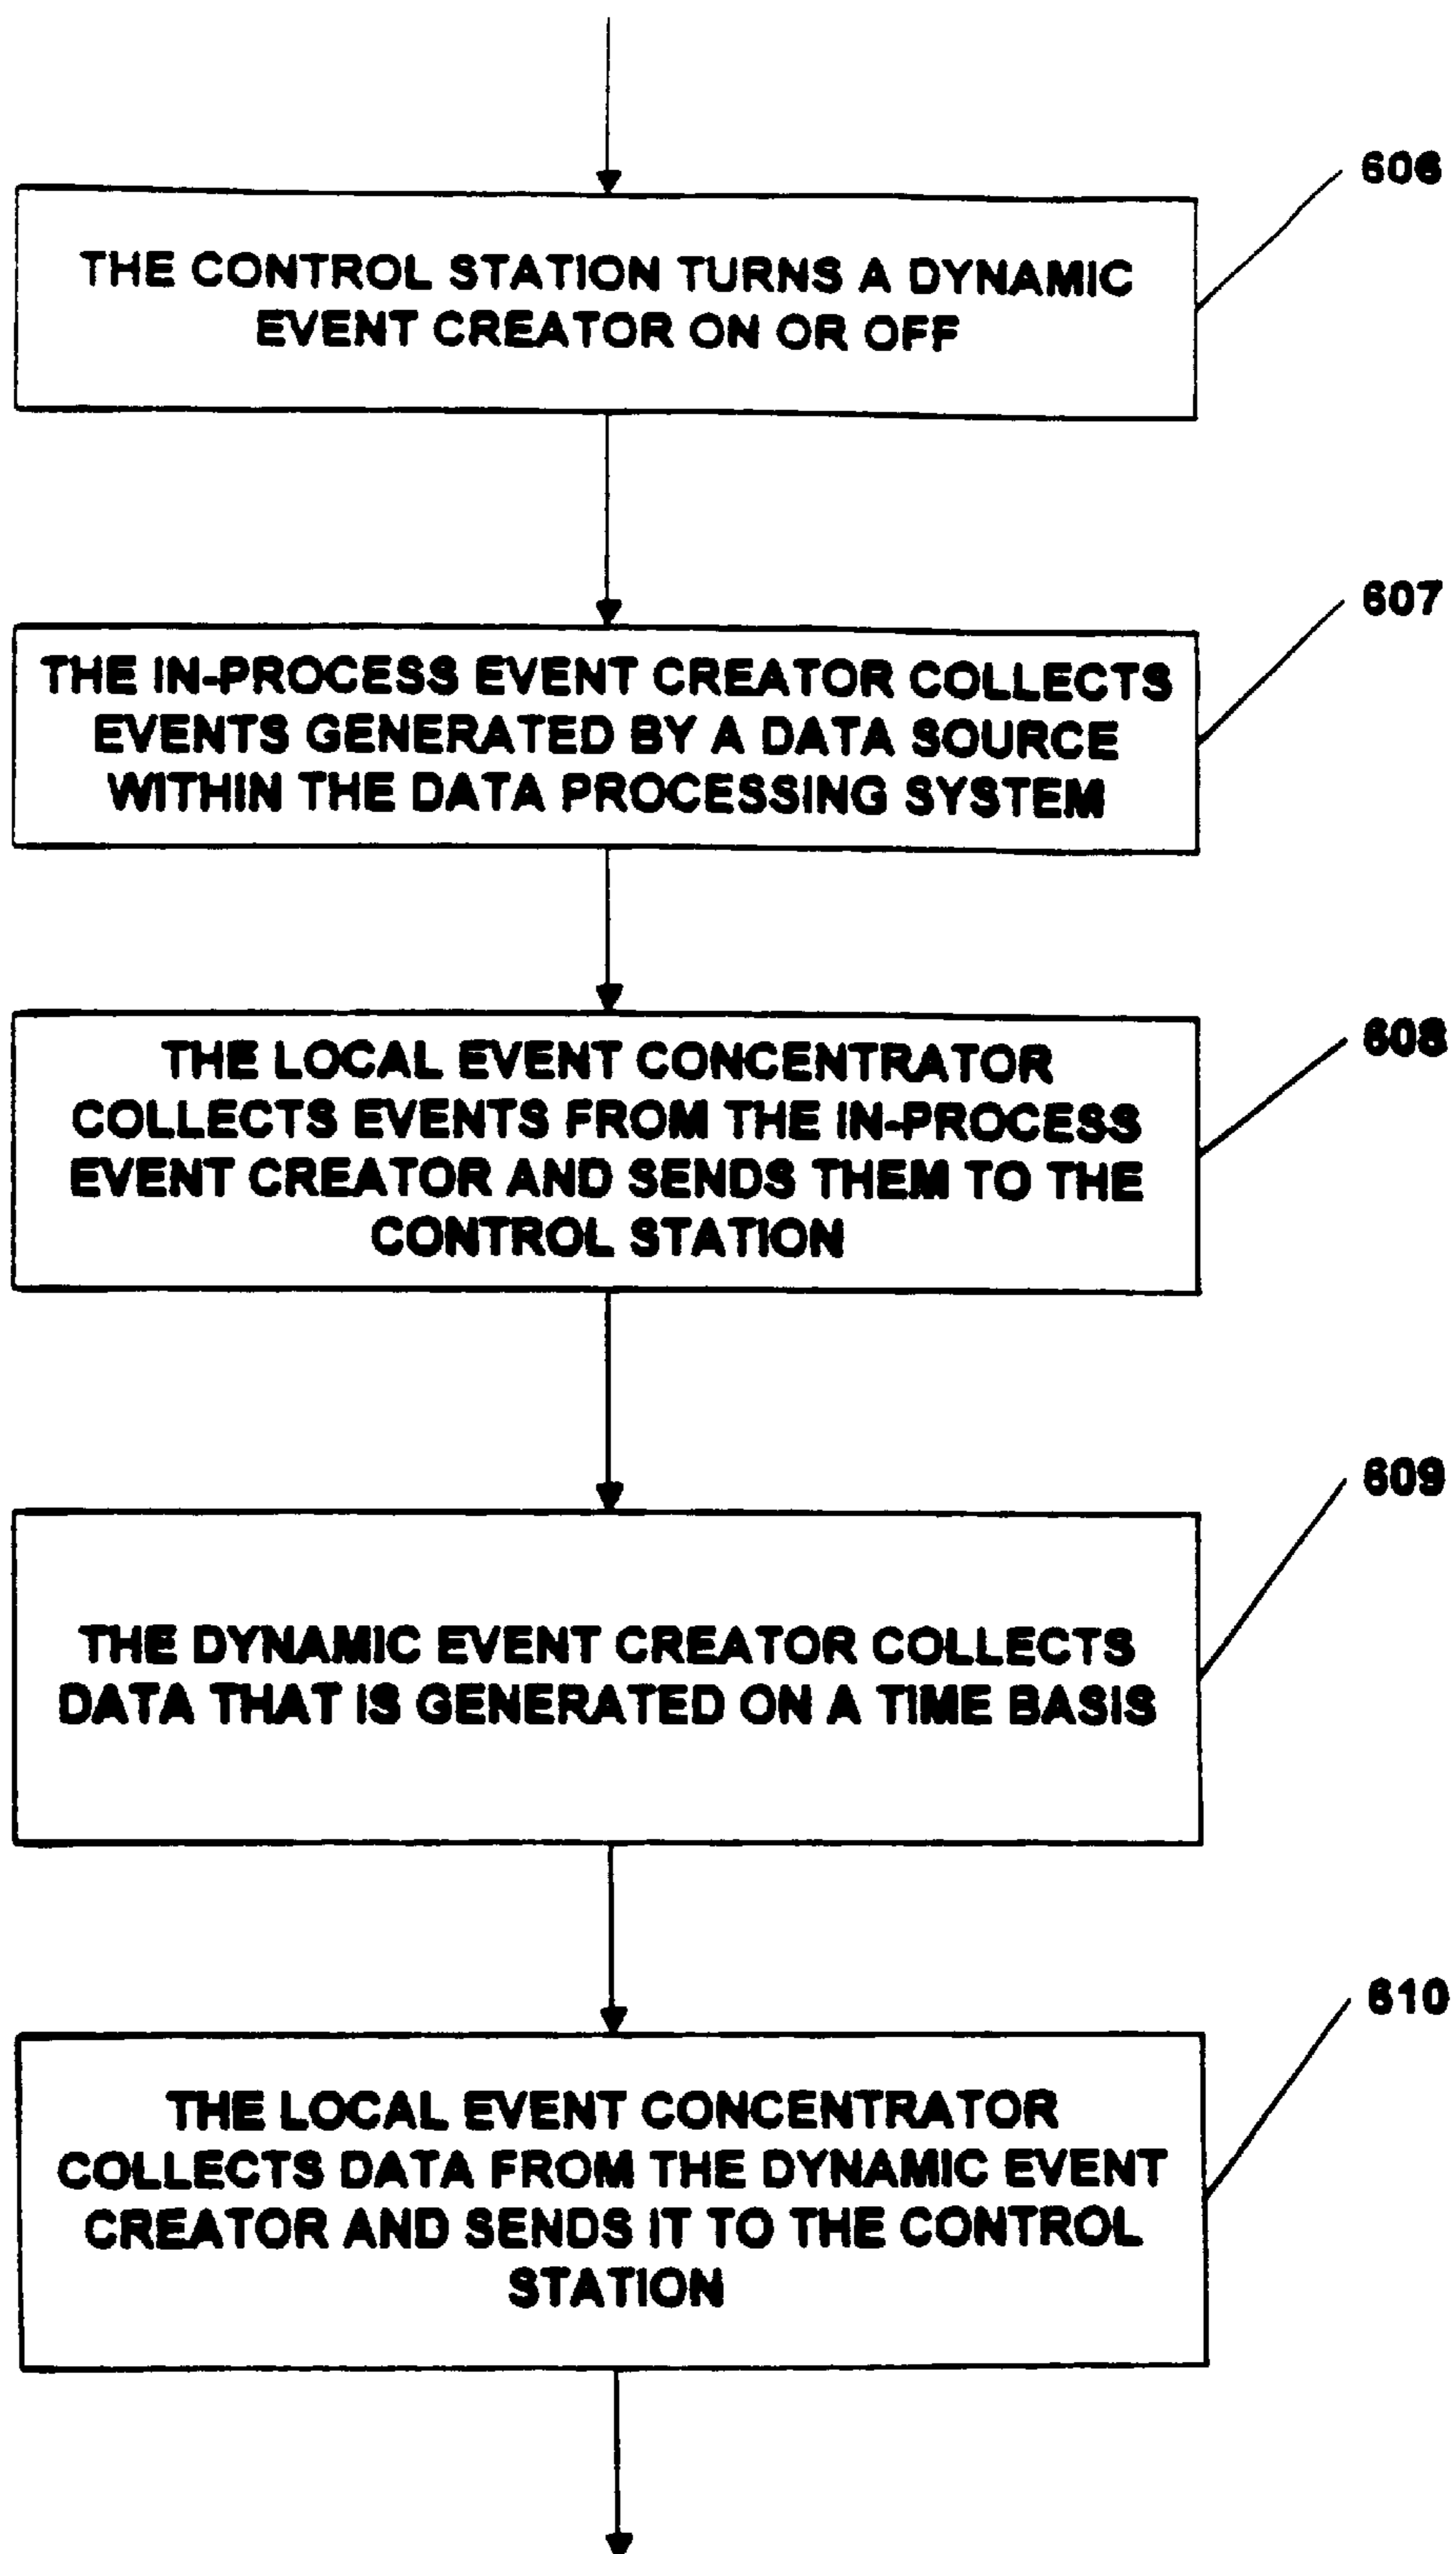 606
THE CONTROL STATION TURNS A DYNAMIC
EVENT CREATOR ON OR OFF
607
THE IN-PROCESS EVENT CREATOR COLLECTS
EVENTS GENERATED BY A DATA SOURCE
WITHIN THE DATA PROCESSING SYSTEM
608
THE LOCAL EVENT CONCENTRATOR
COLLECTS EVENTS FROM THE IN-PROCESS
EVENT CREATOR AND SENDS THEM TO THE
CONTROL STATION
609
THE DYNAMIC EVENT CREATOR COLLECTS
DATA THAT IS GENERATED ON A TIME BASIS
610
THE LOCAL EVENT CONCENTRATOR
COLLECTS DATA FROM THE DYNAMIC EVENT
CREATOR AND SENDS IT TO THE CONTROL
STATION